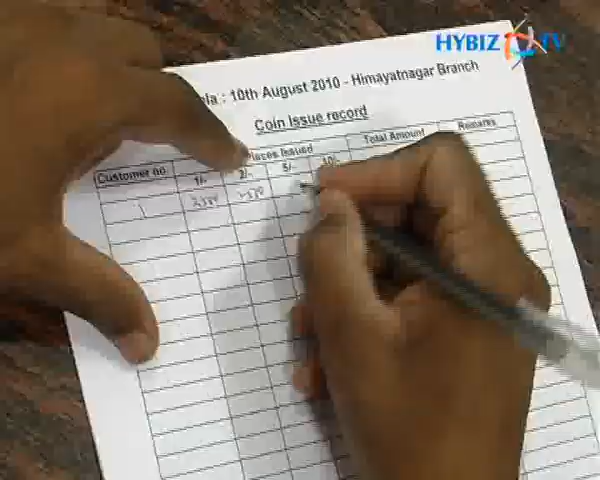 HYBIZ TV
ela : 10th August 2010 - Himayatnagar Branch
Coin Issue record
Customer no Pieces Issued Total Amount Remarks
1/- 2/- 5/- 10/-
1